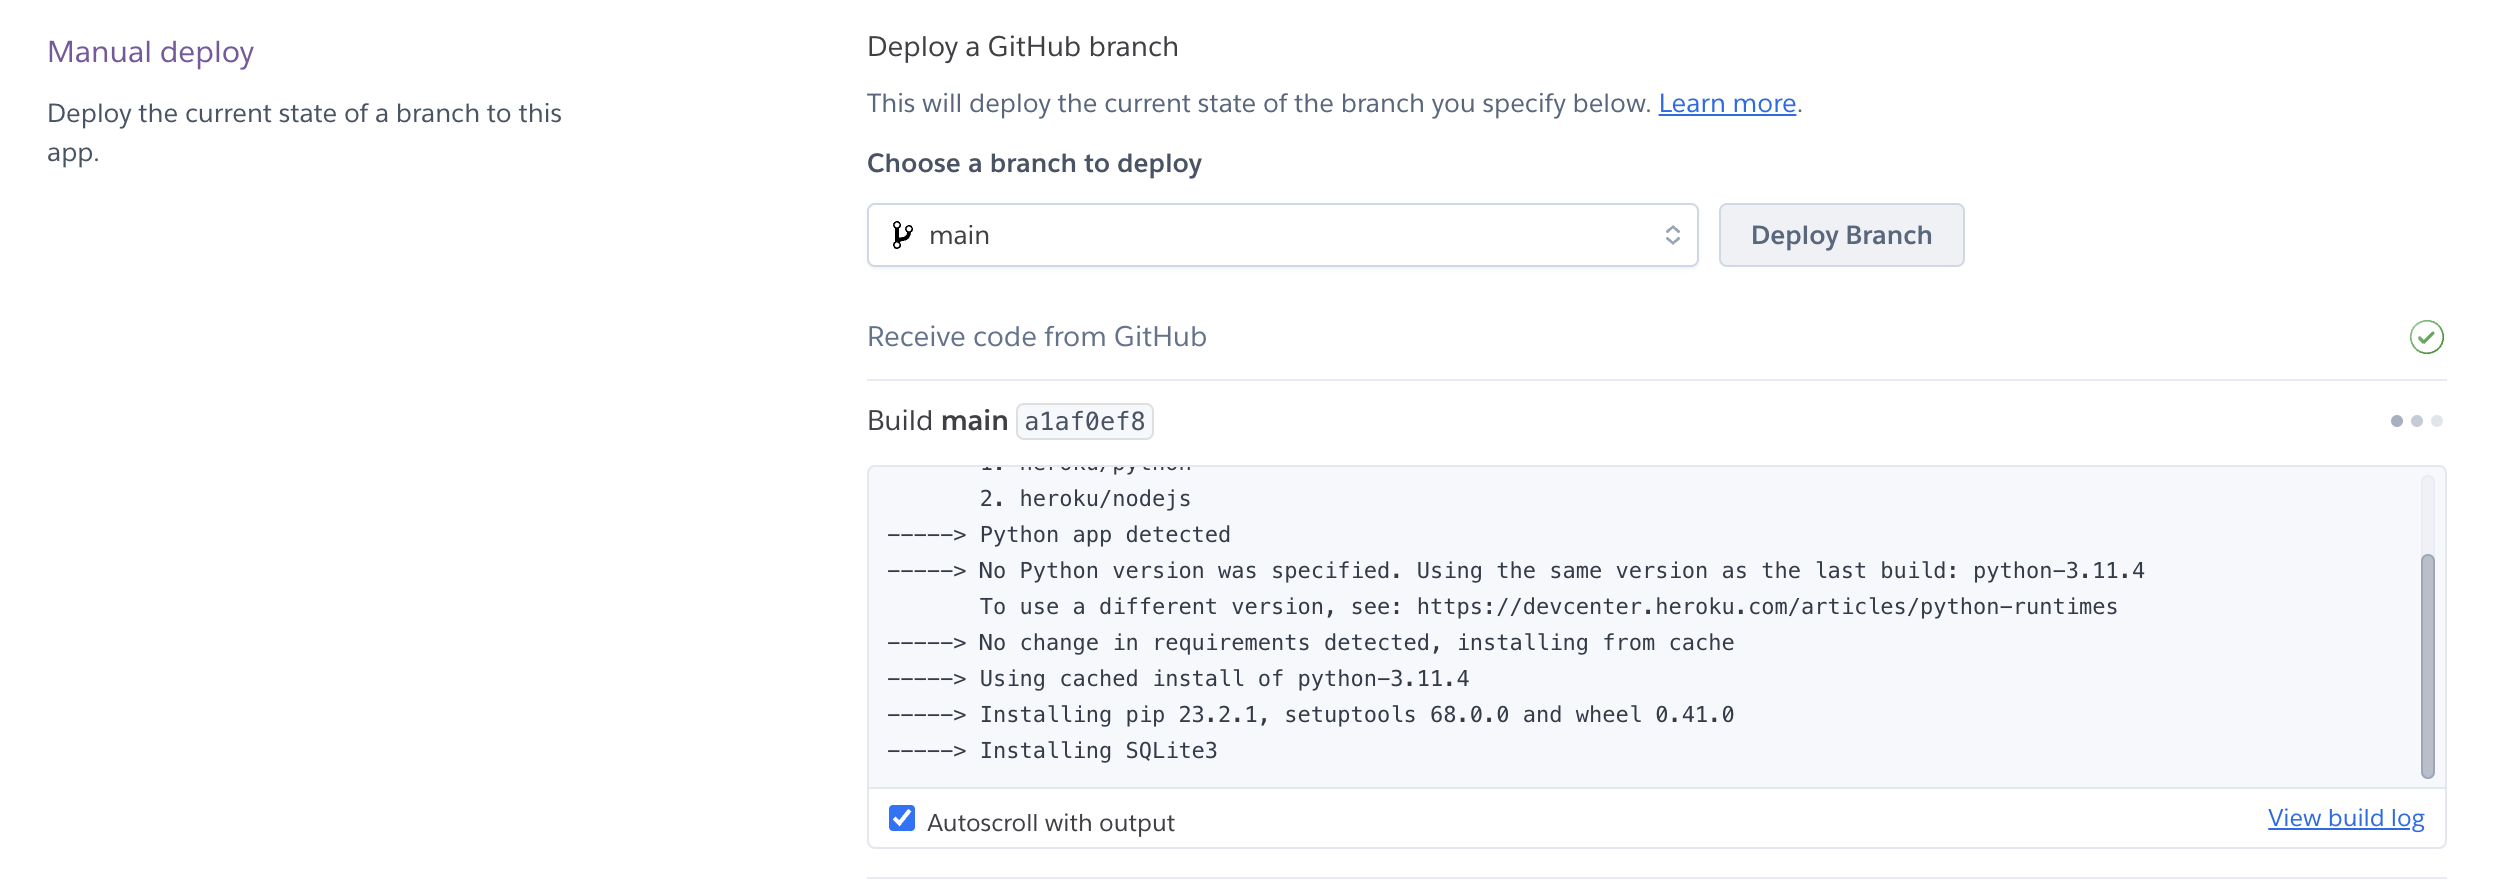 Manual deploy
Deploy the current state of a branch to this
app.
Deploy a GitHub branch
This will deploy the current state of the branch you specify below. Learn more.
Choose a branch to deploy
main
Deploy Branch
Receive code from GitHub
Build main a1af0ef8
1. heroku/python
2. heroku/nodejs
-----> Python app detected
-----> No Python version was specified. Using the same version as the last build: python-3.11.4
To use a different version, see: https://devcenter.heroku.com/articles/python-runtimes
-----> No change in requirements detected, installing from cache
-----> Using cached install of python-3.11.4
-----> Installing pip 23.2.1, setuptools 68.0.0 and wheel 0.41.0
-----> Installing SQLite3
Autoscroll with output
View build log